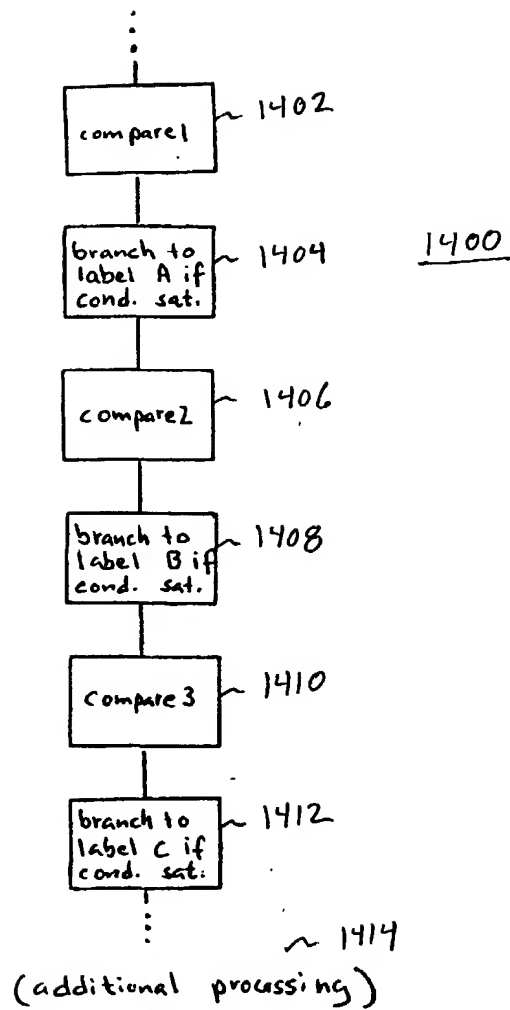 compare1
1402
branch to
label A if
cond. sat.
1404
1400
compare2
1406
branch to
label B if
cond. sat.
1408
compare3
1410
branch to
label C if
cond. sat.
1412
1414
(additional processing)